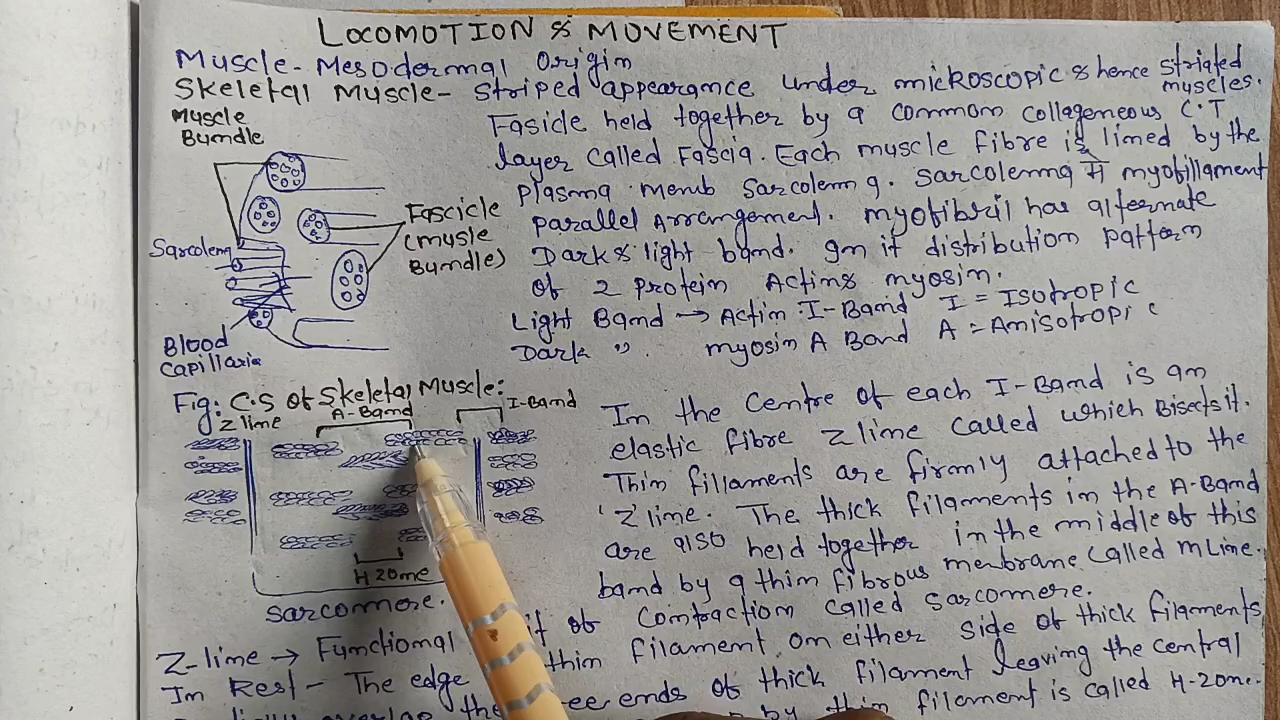 LOCOMOTION & MOVEMENT
Muscle - Mesodermal Origin
Skeletal Muscle - Striped appearance under microscopic & hence striated muscles.
Muscle
Bundle
Fasicle held together by a common collageneous C.T
layer called Fascia. Each muscle fibre is lined by the
plasma memb sarcolemma. sarcolemma में myofillament
parallel Arrangement. myofibril has alternate
Dark & light band. In it distribution pattern
of 2 protein Actin & myosin.
Light Band → Actin : I-Band I = Isotropic
Dark " . myosin A Band A = Anisotropic
Fascicle
(musle
Bundle)
Sarcolem
Blood
Capillarie
Fig: C.S of Skeletal Muscle:
Z line
A-Band
I-Band
H Zone
Sarcomere.
In the centre of each I-Band is an
elastic fibre Z line called which Bisects it.
Thin fillaments are firmly attached to the
'Z' line. The thick filaments in the A-Band
are also held together in the middle of this
band by a thin fibrous membrane called M Line.
Z-line → Functional of Contraction called Sarcomere.
In Rest - The edge thin filament on either side of thick filaments
overlap the ends of thick filament leaving the central
by thin filament is called H-zone.